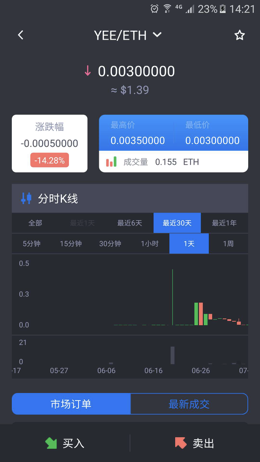 4G 23% 14:21
YEE/ETH
↓ 0.00300000
≈ $1.39
涨跌幅
-0.00050000
-14.28%
最高价 最低价
0.00350000 0.00300000
成交量 0.155 ETH
分时K线
全部 最近1天 最近6天 最近30天 最近1年
5分钟 15分钟 30分钟 1小时 1天 1周
0.5
0.3
0.0
21
0
-17 05-27 06-06 06-16 06-26 07-
市场订单 最新成交
买入 卖出